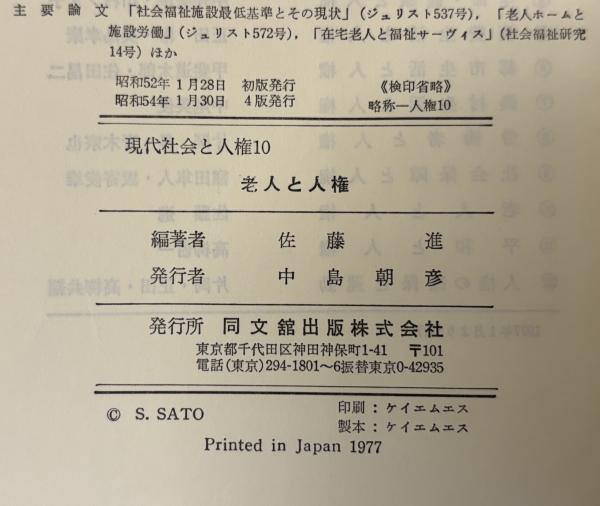 主要論文 「社会福祉施設最低基準とその現状」(ジュリスト537号),「老人ホームと
施設労働」(ジュリスト572号),「在宅老人と福祉サーヴィス」(社会福祉研究
14号)ほか
昭和52年1月28日 初版発行 《検印省略》
昭和54年1月30日 4版発行 略称―人権10
現代社会と人権10
老人と人権
編著者 佐藤進
発行者 中島朝彦
発行所 同文舘出版株式会社
東京都千代田区神田神保町1-41 〒101
電話(東京)294-1801〜6振替東京0-42935
© S. SATO 印刷:ケイエムエス
製本:ケイエムエス
Printed in Japan 1977